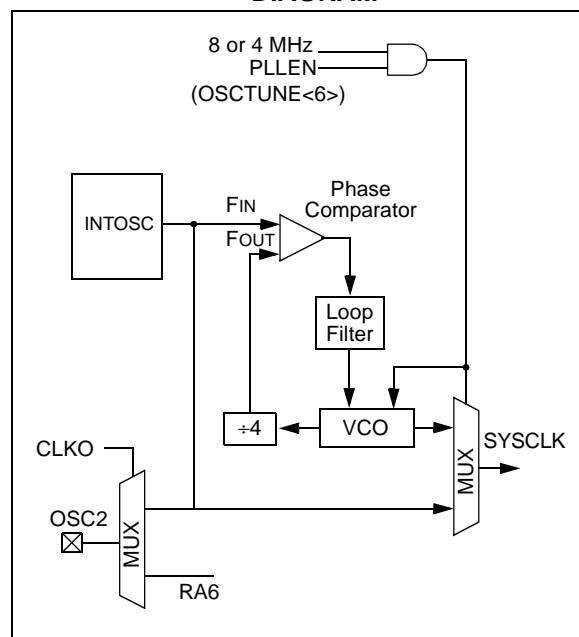 DIAGRAM
8 or 4 MHz
PLLEN
(OSCTUNE<6>)
Phase
Comparator
INTOSC
FIN
FOUT
Loop
Filter
÷4
VCO
MUX
SYSCLK
CLKO
OSC2
MUX
RA6